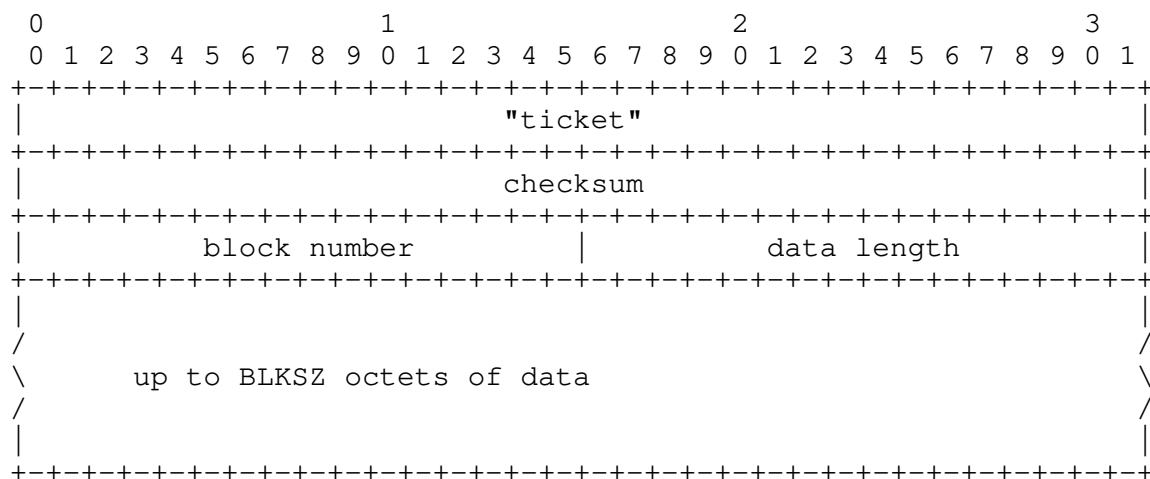 0                   1                   2                   3
 0 1 2 3 4 5 6 7 8 9 0 1 2 3 4 5 6 7 8 9 0 1 2 3 4 5 6 7 8 9 0 1
+-+-+-+-+-+-+-+-+-+-+-+-+-+-+-+-+-+-+-+-+-+-+-+-+-+-+-+-+-+-+-+-+
|                           "ticket"                            |
+-+-+-+-+-+-+-+-+-+-+-+-+-+-+-+-+-+-+-+-+-+-+-+-+-+-+-+-+-+-+-+-+
|                           checksum                            |
+-+-+-+-+-+-+-+-+-+-+-+-+-+-+-+-+-+-+-+-+-+-+-+-+-+-+-+-+-+-+-+-+
|          block number         |          data length          |
+-+-+-+-+-+-+-+-+-+-+-+-+-+-+-+-+-+-+-+-+-+-+-+-+-+-+-+-+-+-+-+-+
|                                                               |
/                                                               /
\      up to BLKSZ octets of data                               \
/                                                               /
|                                                               |
+-+-+-+-+-+-+-+-+-+-+-+-+-+-+-+-+-+-+-+-+-+-+-+-+-+-+-+-+-+-+-+-+